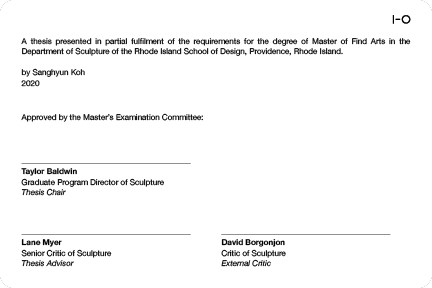 I-O
A thesis presented in partial fulfilment of the requirements for the degree of Master of Find Arts in the
Department of Sculpture of the Rhode Island School of Design, Providence, Rhode Island.
by Sanghyun Koh
2020
Approved by the Master's Examination Committee:
Taylor Baldwin
Graduate Program Director of Sculpture
Thesis Chair
Lane Myer
Senior Critic of Sculpture
Thesis Advisor
David Borgonjon
Critic of Sculpture
External Critic